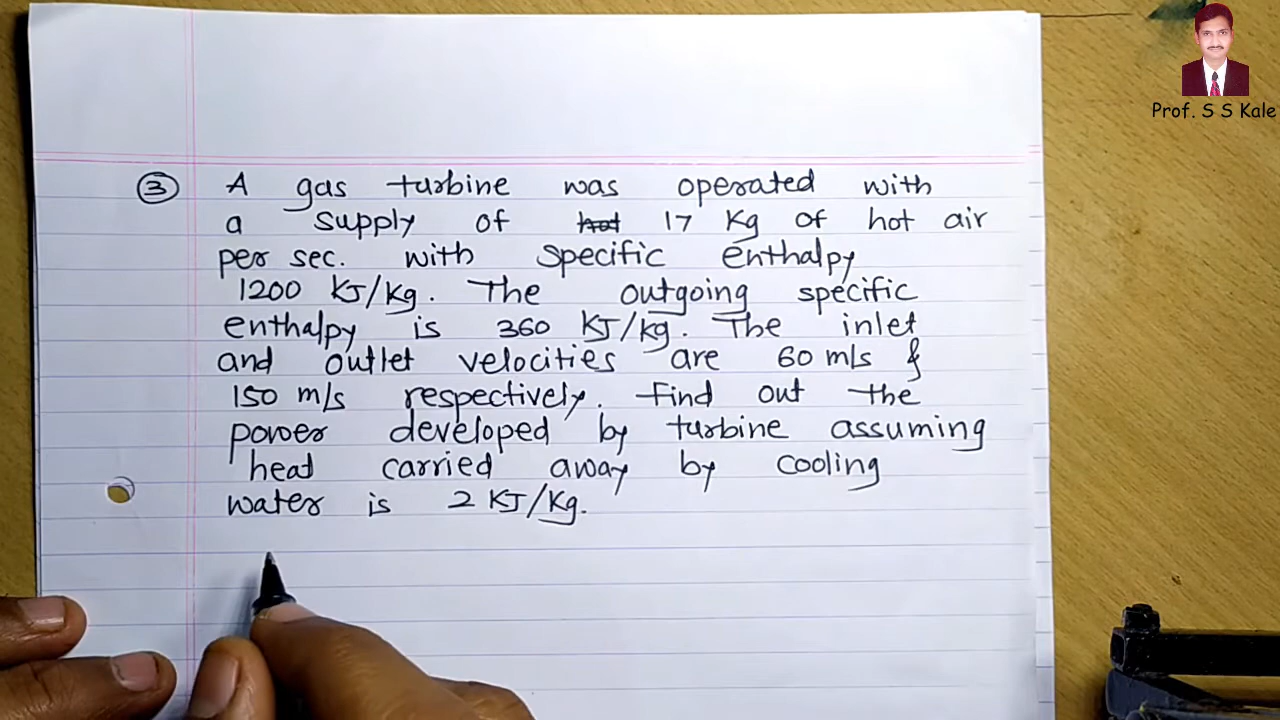 Prof. S S Kale
③ A gas turbine was operated with
a supply of hot 17 Kg of hot air
per sec. with specific enthalpy
1200 KJ/Kg. The outgoing specific
enthalpy is 360 KJ/kg. The inlet
and outlet velocities are 60 m/s &
150 m/s respectively. Find out the
power developed by turbine assuming
heat carried away by cooling
water is 2 KJ/Kg.